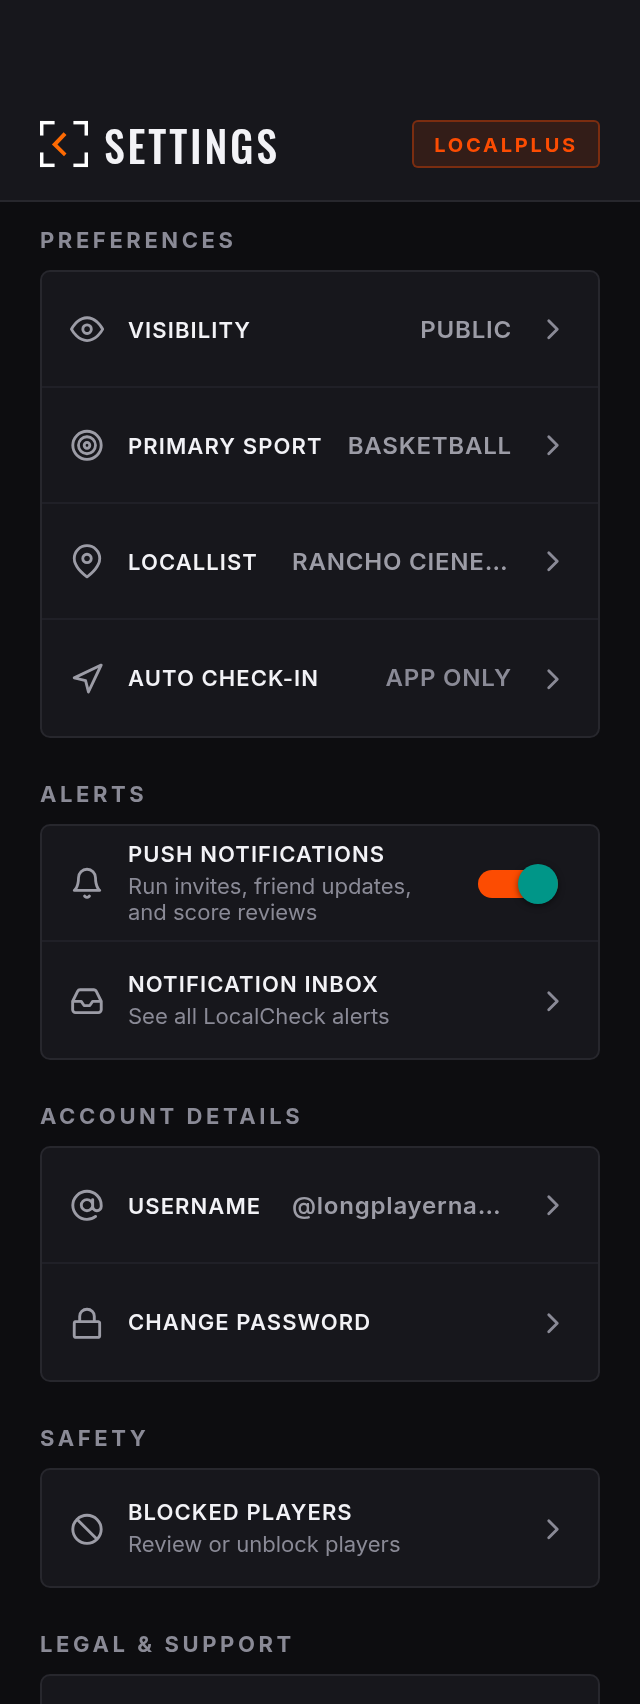 SETTINGS
LOCALPLUS
PREFERENCES
VISIBILITY PUBLIC
PRIMARY SPORT BASKETBALL
LOCALLIST RANCHO CIENE...
AUTO CHECK-IN APP ONLY
ALERTS
PUSH NOTIFICATIONS
Run invites, friend updates,
and score reviews
NOTIFICATION INBOX
See all LocalCheck alerts
ACCOUNT DETAILS
USERNAME @longplayerna...
CHANGE PASSWORD
SAFETY
BLOCKED PLAYERS
Review or unblock players
LEGAL & SUPPORT